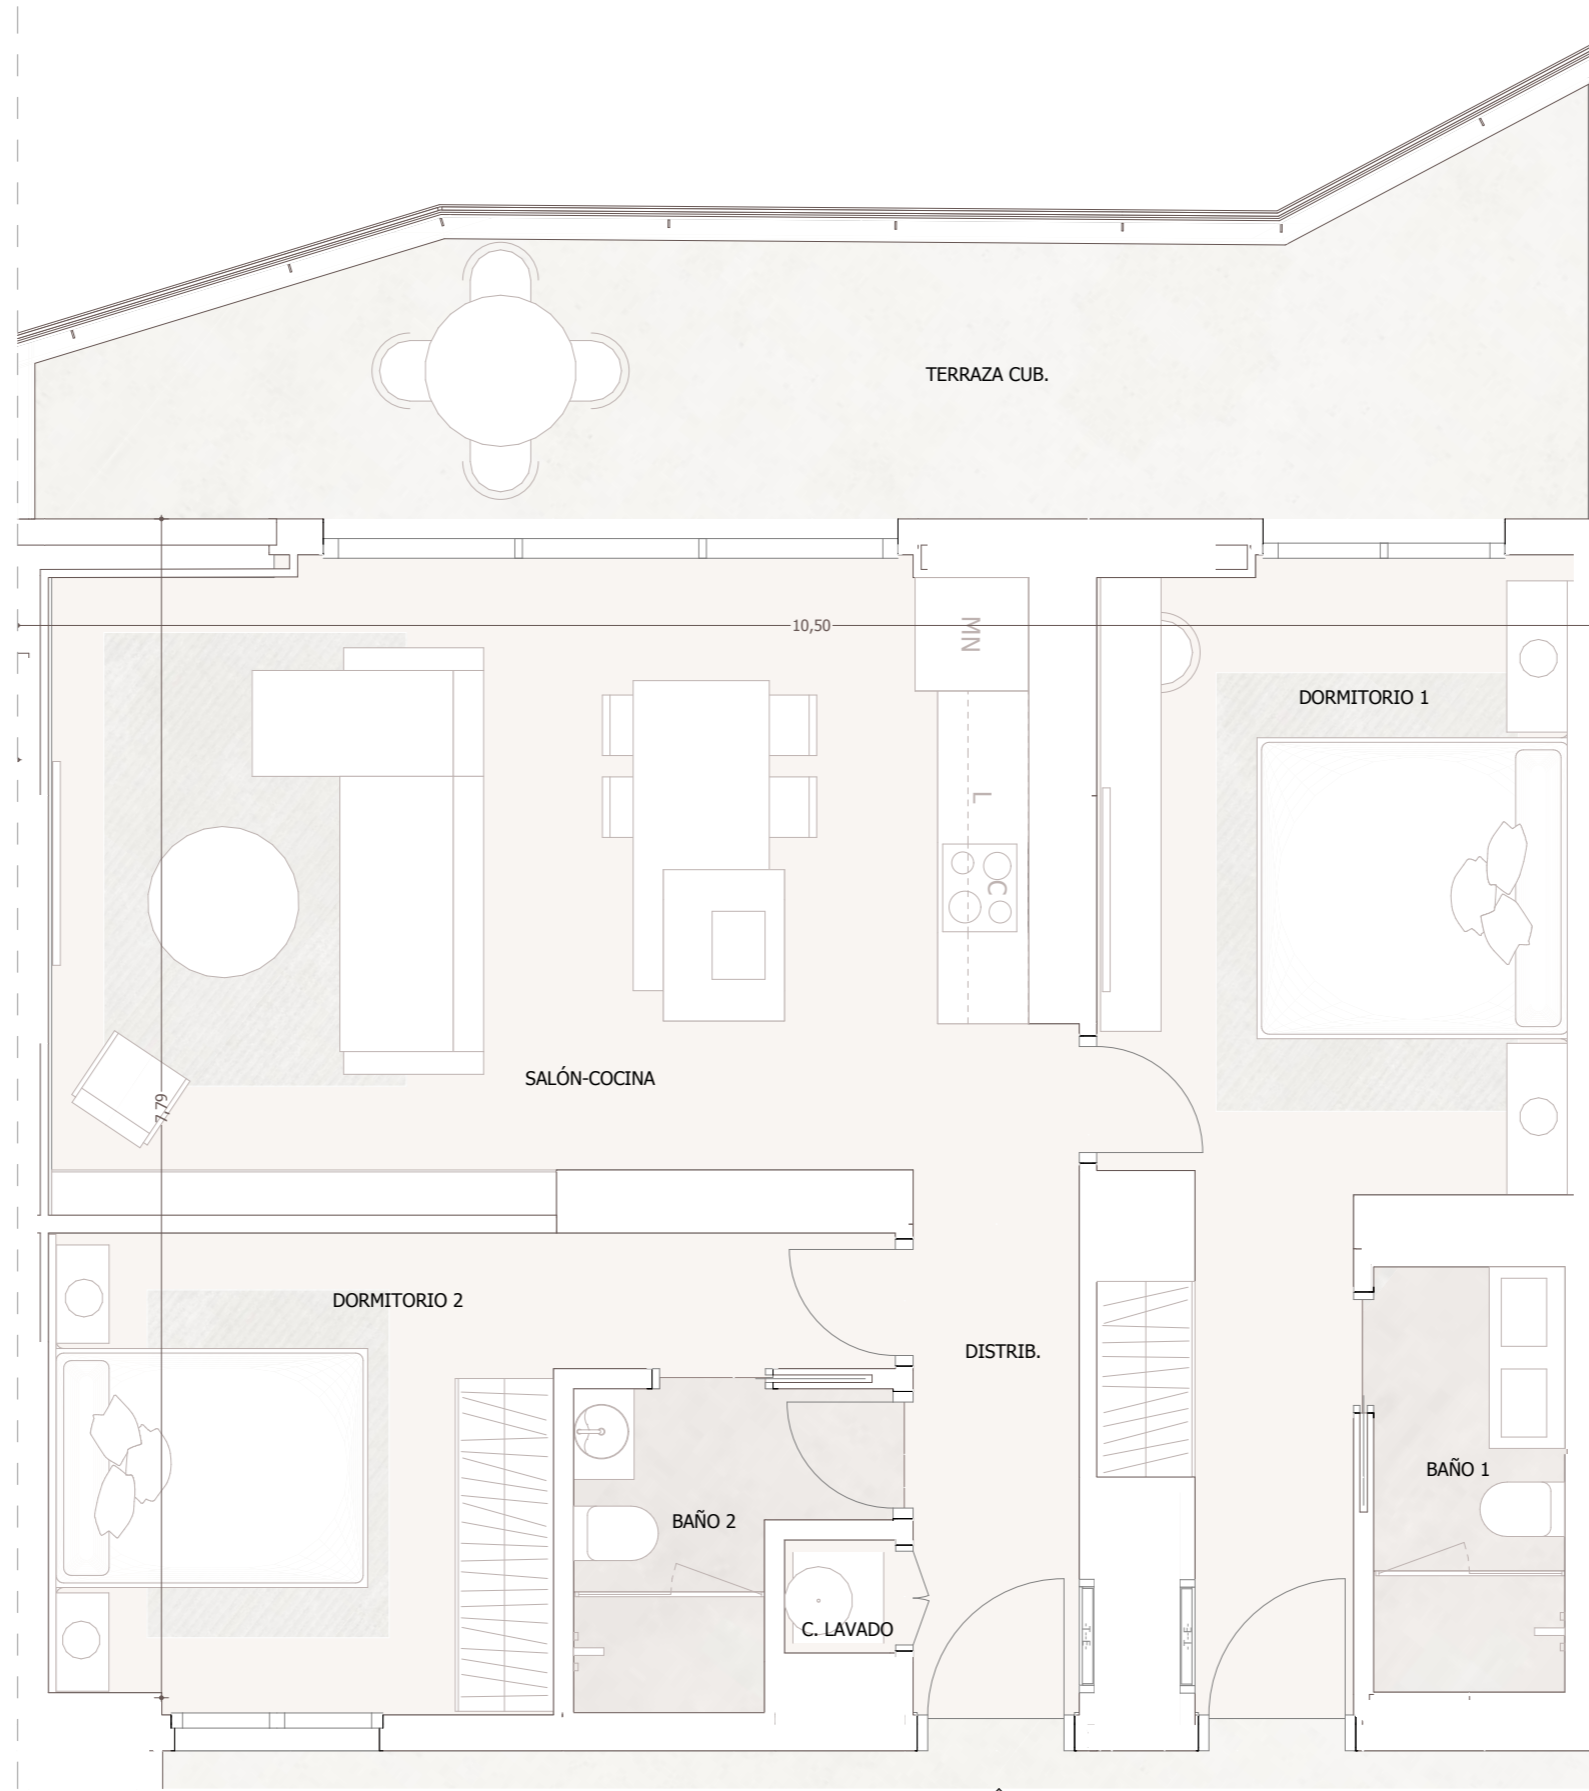 TERRAZA CUB.
10,50
MN
DORMITORIO 1
L
C
SALÓN-COCINA
7,79
DORMITORIO 2
DISTRIB.
BAÑO 1
BAÑO 2
C. LAVADO
-T-E-
-T-E-